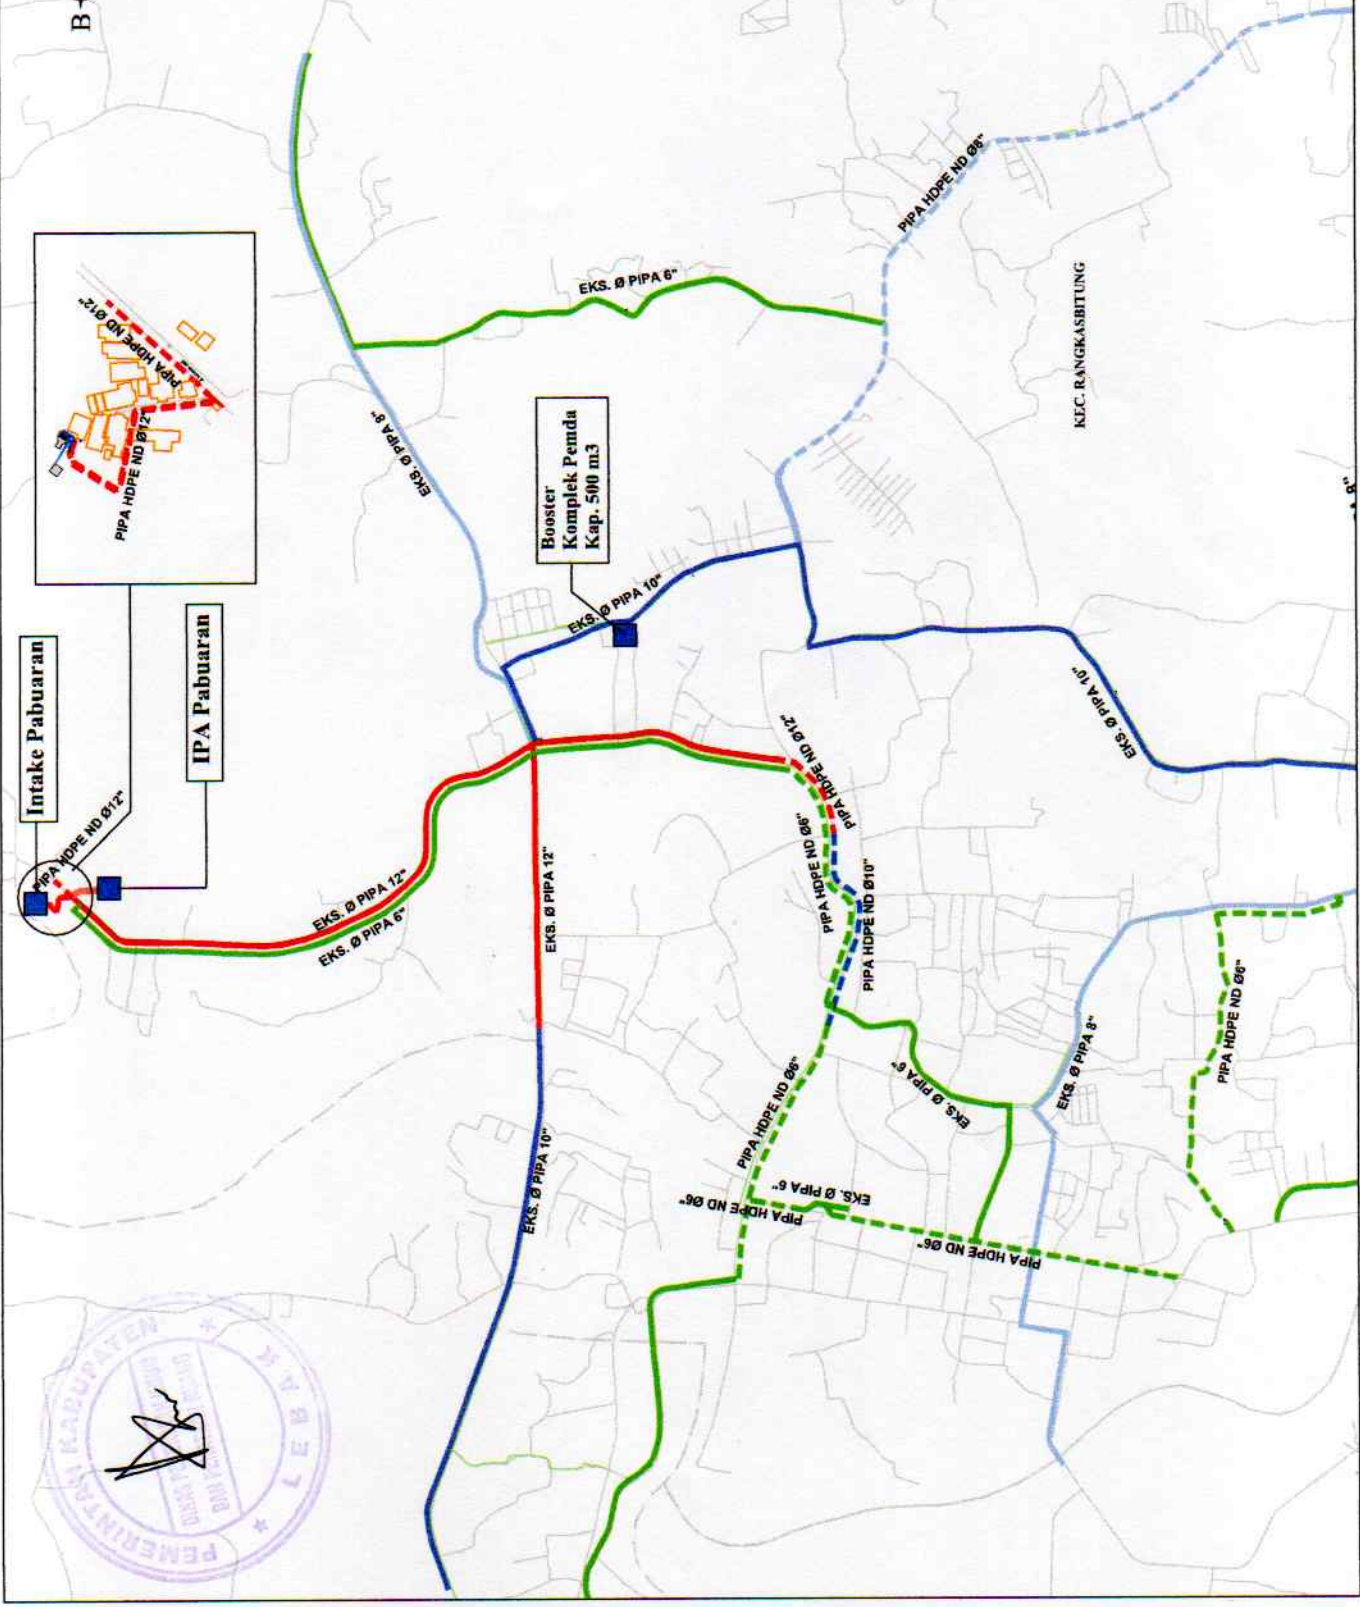 B
Intake Pabuaran
IPA Pabuaran
PIPA HDPE ND Ø12"
PIPA HDPE ND Ø12"
PIPA HDPE ND Ø12"
EKS. Ø PIPA 12"
EKS. Ø PIPA 6"
EKS. Ø PIPA 8"
EKS. Ø PIPA 6"
Booster
Komplek Pemda
Kap. 500 m3
EKS. Ø PIPA 10"
EKS. Ø PIPA 12"
EKS. Ø PIPA 10"
PIPA HDPE ND Ø8"
KEC. RANGKASBITUNG
EKS. Ø PIPA 10"
PIPA HDPE ND Ø12"
PIPA HDPE ND Ø6"
PIPA HDPE ND Ø10"
PIPA HDPE ND Ø6"
EKS. Ø PIPA 6"
PIPA HDPE ND Ø6"
EKS. Ø PIPA 6"
PIPA HDPE ND Ø6"
EKS. Ø PIPA 8"
PIPA HDPE ND Ø6"
8"
PEMERINTAH KABUPATEN
LEBAK
DINAS